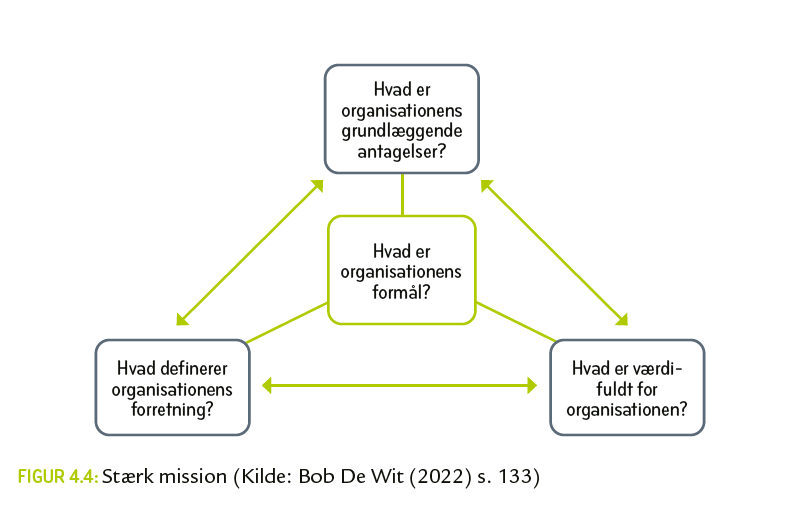 Hvad er
organisationens
grundlæggende
antagelser?
Hvad er
organisationens
formål?
Hvad definerer
organisationens
forretning?
Hvad er værdi-
fuldt for
organisationen?
FIGUR 4.4: Stærk mission (Kilde: Bob De Wit (2022) s. 133)